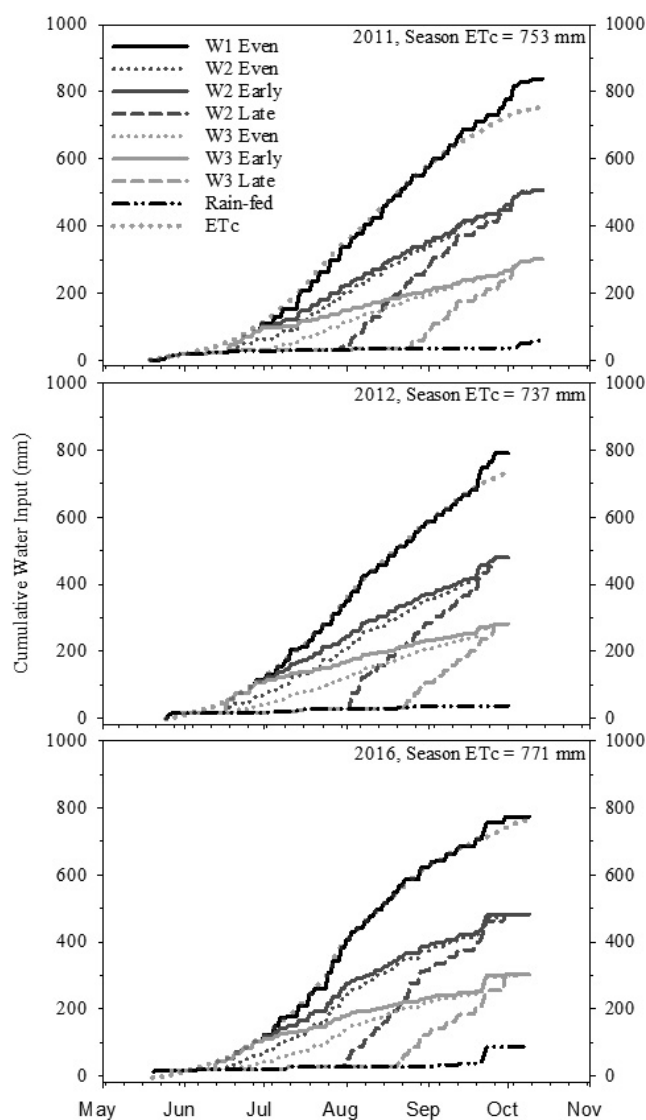 1000
800
600
400
200
0
W1 Even
W2 Even
W2 Early
W2 Late
W3 Even
W3 Early
W3 Late
Rain-fed
ETc
2011, Season ETc = 753 mm
1000
800
600
400
200
0
1000
800
600
400
200
0
2012, Season ETc = 737 mm
1000
800
600
400
200
0
Cumulative Water Input (mm)
1000
800
600
400
200
0
2016, Season ETc = 771 mm
1000
800
600
400
200
0
May Jun Jul Aug Sep Oct Nov